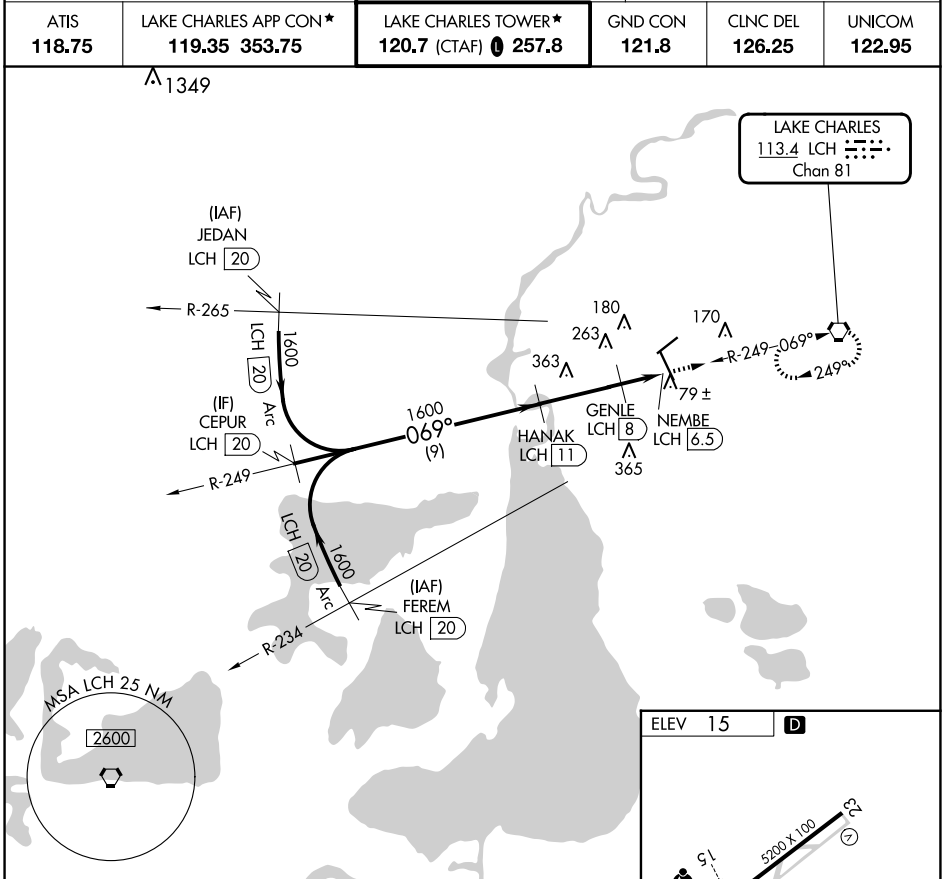 ATIS
118.75
LAKE CHARLES APP CON★
119.35 353.75
LAKE CHARLES TOWER★
120.7 (CTAF) L 257.8
GND CON
121.8
CLNC DEL
126.25
UNICOM
122.95
1349
LAKE CHARLES
113.4 LCH
Chan 81
(IAF)
JEDAN
LCH 20
R-265
1600
LCH 20 Arc
(IF)
CEPUR
LCH 20
R-249
1600
069°
(9)
HANAK
LCH 11
363
263
180
170
GENLE
LCH 8
365
79 ±
NEMBE
LCH 6.5
R-249
069°
249°
LCH 20 Arc
1600
(IAF)
FEREM
LCH 20
R-234
MSA LCH 25 NM
2600
ELEV 15
D
5200 X 100
23
V
15